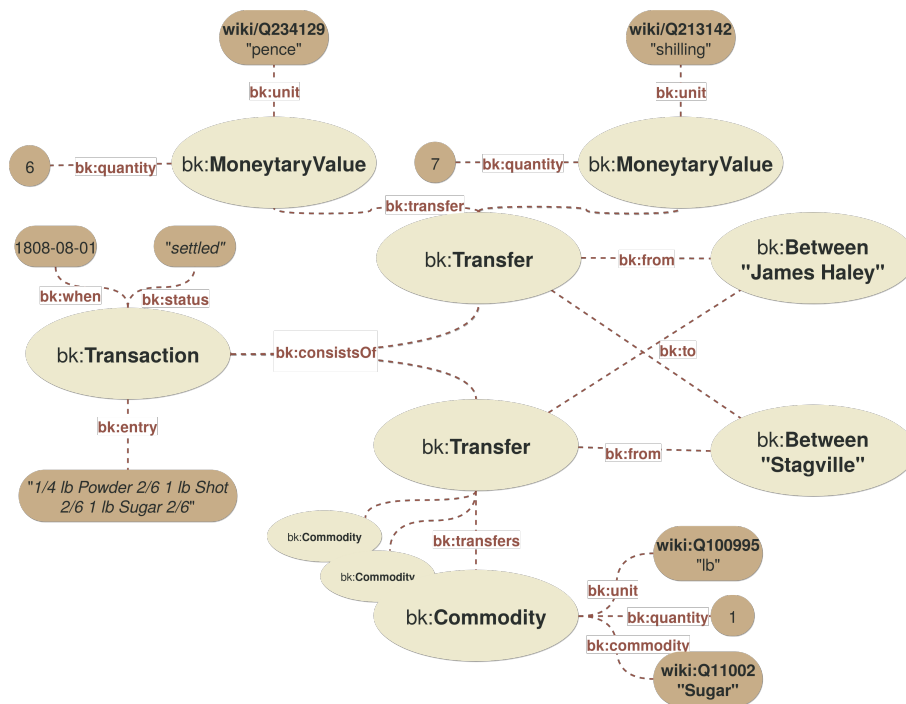 wiki/Q234129
"pence"
wiki/Q213142
"shilling"
bk:unit
bk:unit
6
bk:quantity
bk:MoneytaryValue
7
bk:quantity
bk:MoneytaryValue
bk:transfer
1808-08-01
"settled"
bk:Transfer
bk:from
bk:Between
"James Haley"
bk:when
bk:status
bk:Transaction
bk:consistsOf
bk:to
bk:entry
bk:Transfer
bk:from
bk:Between
"Stagville"
"1/4 lb Powder 2/6 1 lb Shot
2/6 1 lb Sugar 2/6"
bk:Commodity
bk:transfers
wiki:Q100995
"lb"
bk:Commodity
bk:unit
bk:Commodity
bk:quantity
1
bk:commodity
wiki:Q11002
"Sugar"